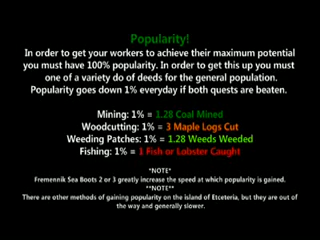 Popularity!
In order to get your workers to achieve their maximum potential
you must have 100% popularity. In order to get this up you must
one of a variety do of deeds for the general population.
Popularity goes down 1% everyday if both quests are beaten.
Mining: 1% = 1.28 Coal Mined
Woodcutting: 1% = 3 Maple Logs Cut
Weeding Patches: 1% = 1.28 Weeds Weeded
Fishing: 1% = 1 Fish or Lobster Caught
*NOTE*
Fremennik Sea Boots 2 or 3 greatly increase the speed at which popularity is gained.
**NOTE**
There are other methods of gaining popularity on the island of Etceteria, but they are out of
the way and generally slower.